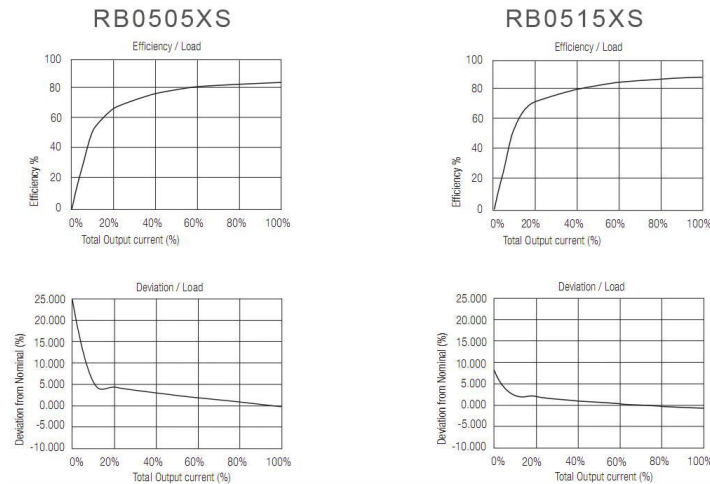 RB0505XS
Efficiency / Load
Efficiency %
100
80
60
40
20
0
0% 20% 40% 60% 80% 100%
Total Output current (%)
Deviation / Load
Deviation from Nominal (%)
25.000
20.000
15.000
10.000
5.000
0.000
-5.000
-10.000
0% 20% 40% 60% 80% 100%
Total Output current (%)
RB0515XS
Efficiency / Load
Efficiency %
100
80
60
40
20
0
0% 20% 40% 60% 80% 100%
Total Output current (%)
Deviation / Load
Deviation from Nominal (%)
25.000
20.000
15.000
10.000
5.000
0.000
-5.000
-10.000
0% 20% 40% 60% 80% 100%
Total Output current (%)